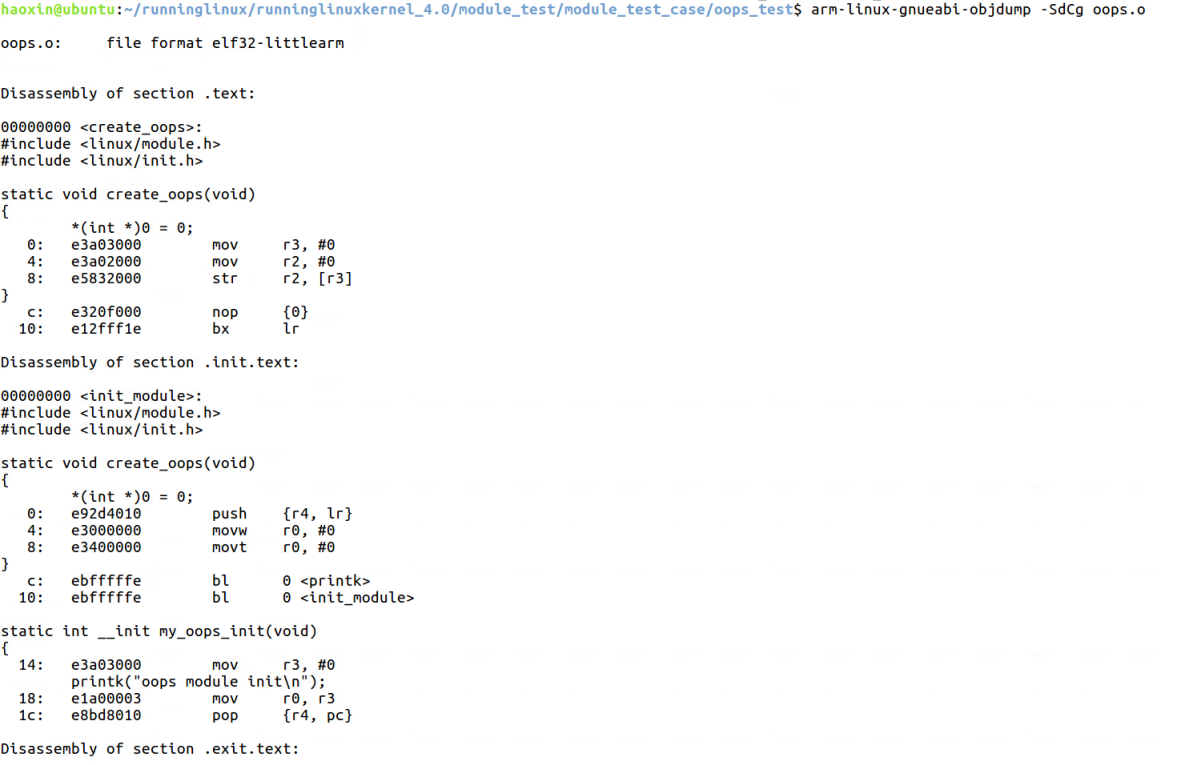 haoxin@ubuntu:~/runninglinux/runninglinuxkernel_4.0/module_test/module_test_case/oops_test$ arm-linux-gnueabi-objdump -SdCg oops.o
oops.o:     file format elf32-littlearm
Disassembly of section .text:
00000000 <create_oops>:
#include <linux/module.h>
#include <linux/init.h>
static void create_oops(void)
{
        *(int *)0 = 0;
   0:   e3a03000        mov     r3, #0
   4:   e3a02000        mov     r2, #0
   8:   e5832000        str     r2, [r3]
}
   c:   e320f000        nop     {0}
  10:   e12fff1e        bx      lr
Disassembly of section .init.text:
00000000 <init_module>:
#include <linux/module.h>
#include <linux/init.h>
static void create_oops(void)
{
        *(int *)0 = 0;
   0:   e92d4010        push    {r4, lr}
   4:   e3000000        movw    r0, #0
   8:   e3400000        movt    r0, #0
}
   c:   ebfffffe        bl      0 <printk>
  10:   ebfffffe        bl      0 <init_module>
static int __init my_oops_init(void)
{
  14:   e3a03000        mov     r3, #0
        printk("oops module init\n");
  18:   e1a00003        mov     r0, r3
  1c:   e8bd8010        pop     {r4, pc}
Disassembly of section .exit.text: